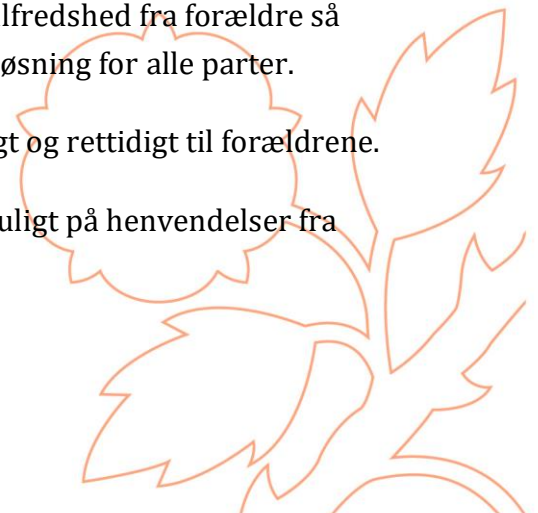 lfredshed fra forældre så
øsning for alle parter.
gt og rettidigt til forældrene.
uligt på henvendelser fra